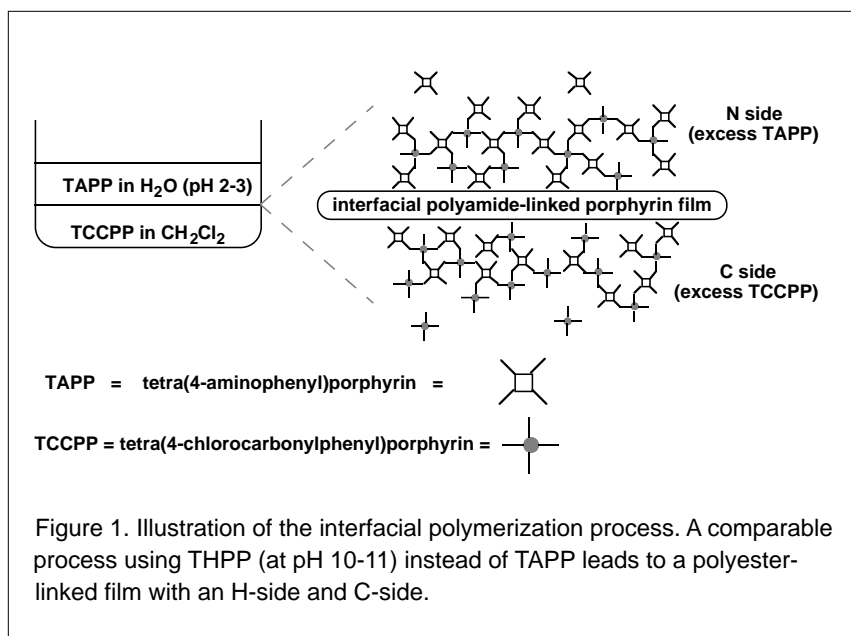 N side
(excess TAPP)
TAPP in H2O (pH 2-3)
interfacial polyamide-linked porphyrin film
TCCPP in CH2Cl2
C side
(excess TCCPP)
TAPP = tetra(4-aminophenyl)porphyrin =
TCCPP = tetra(4-chlorocarbonylphenyl)porphyrin =
Figure 1. Illustration of the interfacial polymerization process. A comparable
process using THPP (at pH 10-11) instead of TAPP leads to a polyester-
linked film with an H-side and C-side.